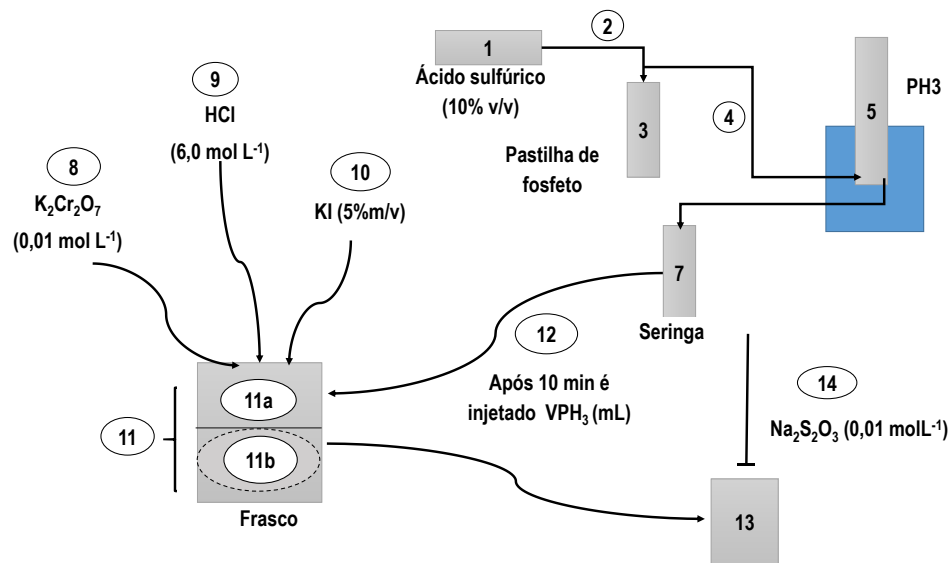 2
1
Ácido sulfúrico
(10% v/v)
3
Pastilha de
fosfeto
4
5
PH3
9
HCl
(6,0 mol L-1)
8
K2Cr2O7
(0,01 mol L-1)
10
KI (5%m/v)
7
Seringa
12
Após 10 min é
injetado VPH3 (mL)
14
Na2S2O3 (0,01 molL-1)
11
11a
11b
Frasco
13